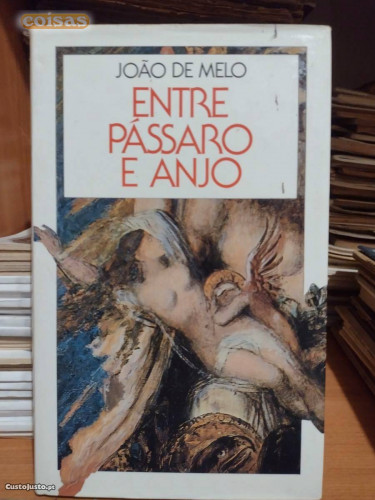 coisas
JOÃO DE MELO
ENTRE
PÁSSARO
E ANJO
CustoJusto.pt